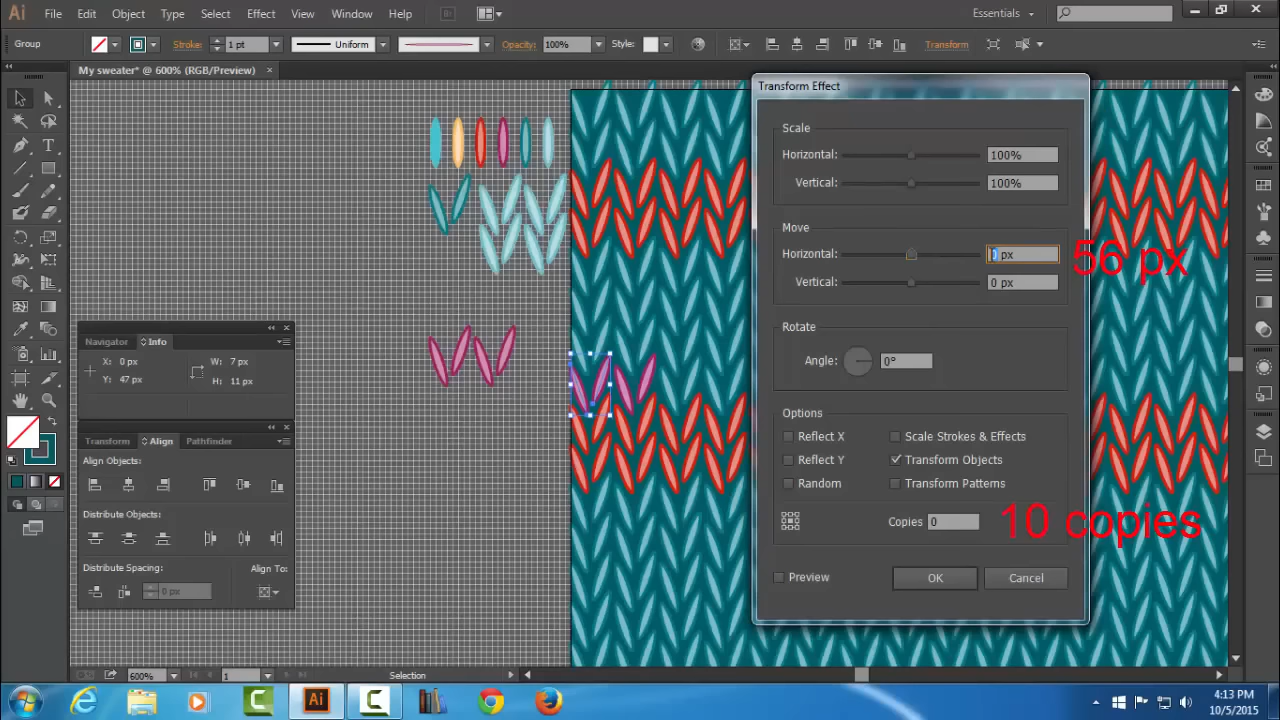 Ai
File Edit Object Type Select Effect View Window Help
Br
Essentials
Group
Stroke: 1 pt
Uniform
Opacity: 100%
Style:
Transform
My sweater* @ 600% (RGB/Preview)
Transform Effect
Scale
Horizontal: 100%
Vertical: 100%
Move
Horizontal: 0 px
56 px
Vertical: 0 px
Rotate
Angle: 0°
Options
Reflect X
Scale Strokes & Effects
Reflect Y
Transform Objects
Random
Transform Patterns
Copies 0
10 copies
Preview
OK
Cancel
Navigator Info
X: 0 px
W: 7 px
Y: 47 px
H: 11 px
Transform Align Pathfinder
Align Objects:
Distribute Objects:
Distribute Spacing:
Align To:
0 px
600%
1
Selection
Ai
4:13 PM
10/5/2015